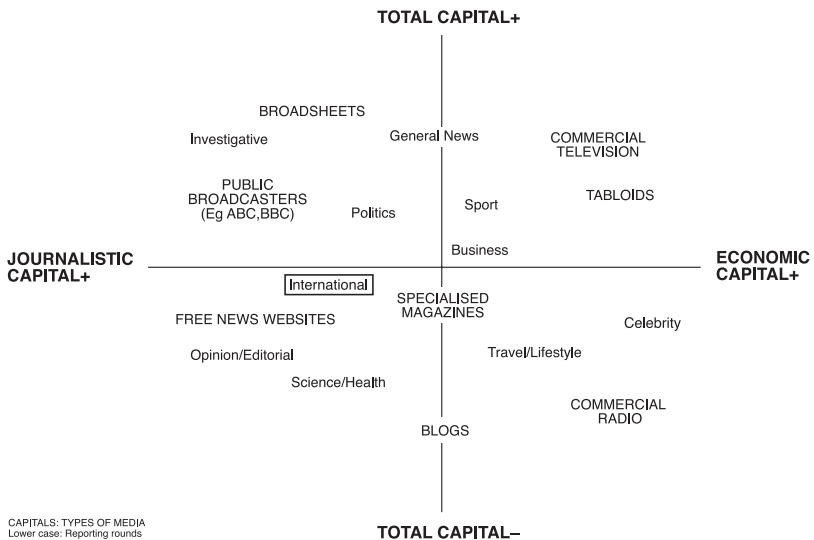 TOTAL CAPITAL+
BROADSHEETS
Investigative
General News
COMMERCIAL
TELEVISION
PUBLIC
BROADCASTERS
(Eg ABC,BBC)
Politics
Sport
TABLOIDS
Business
JOURNALISTIC
CAPITAL+
ECONOMIC
CAPITAL+
International
SPECIALISED
MAGAZINES
FREE NEWS WEBSITES
Celebrity
Opinion/Editorial
Travel/Lifestyle
Science/Health
COMMERCIAL
RADIO
BLOGS
CAPITALS: TYPES OF MEDIA
Lower case: Reporting rounds
TOTAL CAPITAL–